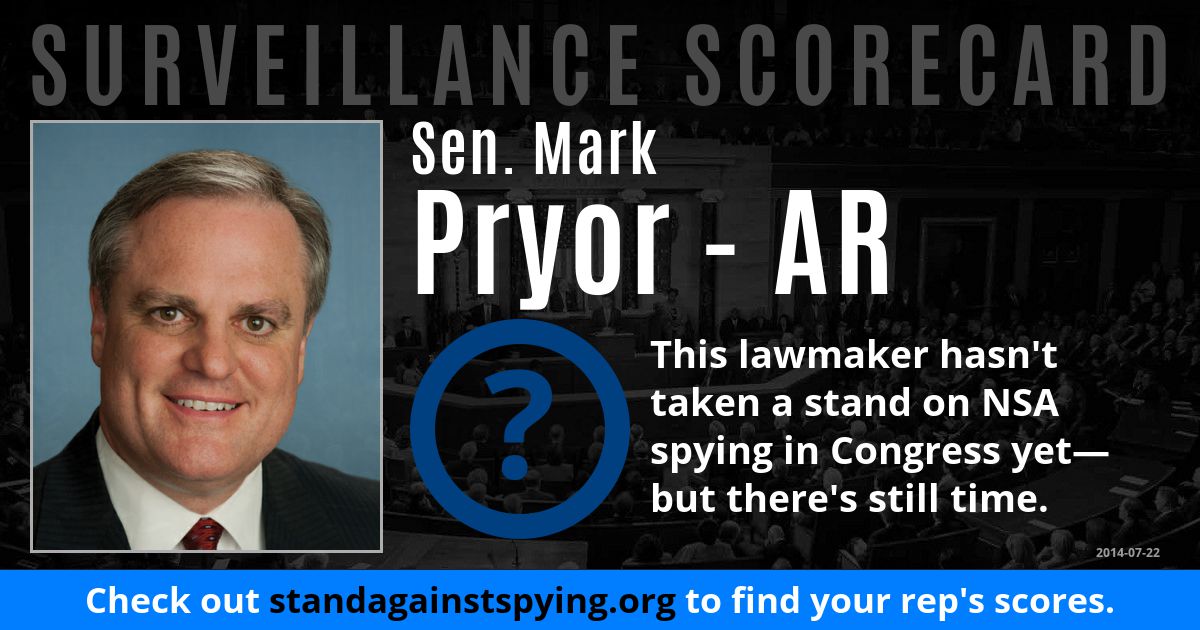 SURVEILLANCE SCORECARD
Sen. Mark
Pryor - AR
?
This lawmaker hasn't
taken a stand on NSA
spying in Congress yet—
but there's still time.
2014-07-22
Check out standagainstspying.org to find your rep's scores.